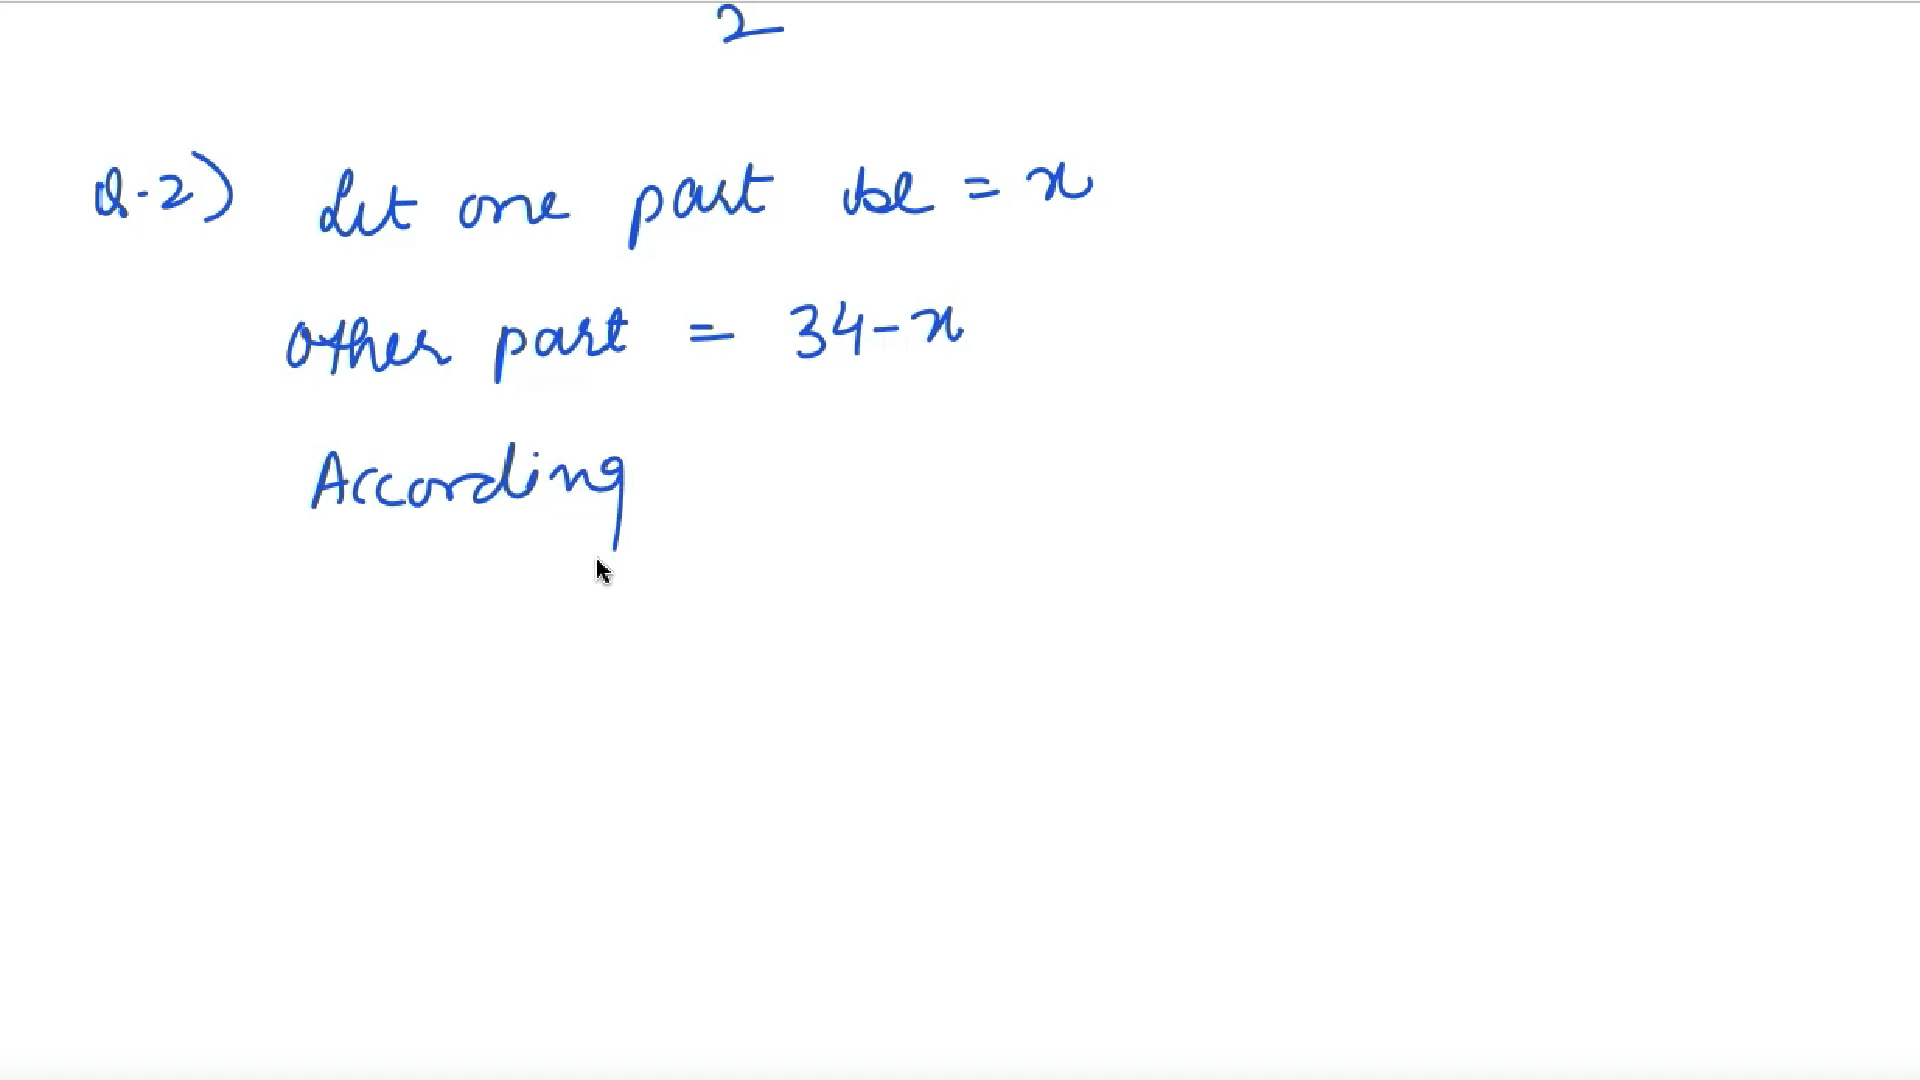 2
Q.2) Let one part be = x
Other part = 34-x
According